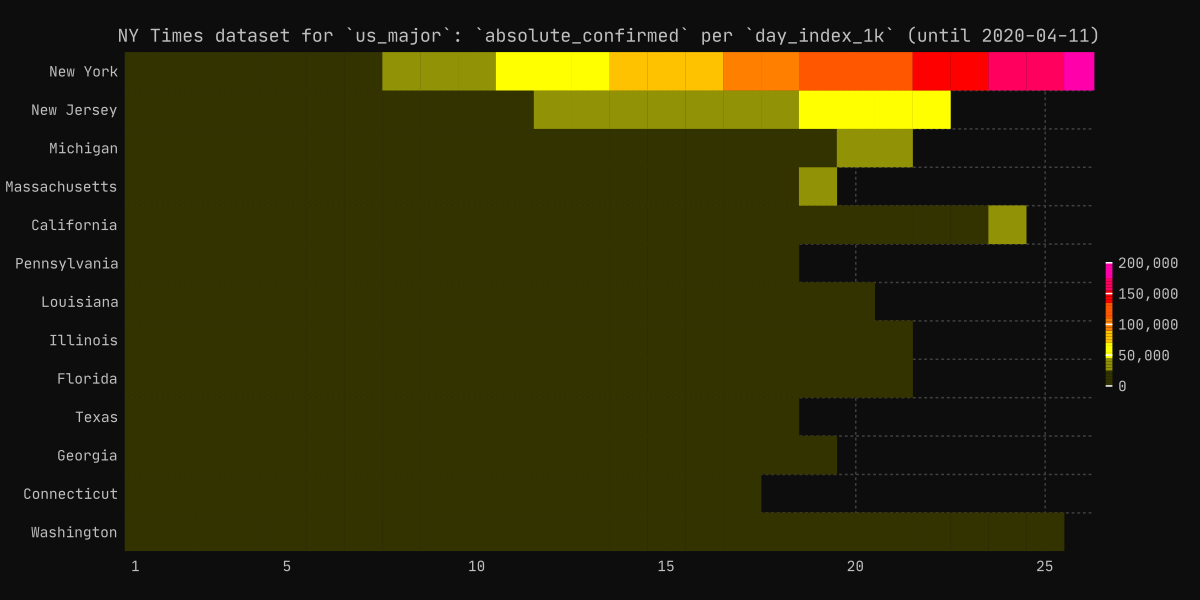 NY Times dataset for `us_major`: `absolute_confirmed` per `day_index_1k` (until 2020-04-11)
New York
New Jersey
Michigan
Massachusetts
California
Pennsylvania
Louisiana
Illinois
Florida
Texas
Georgia
Connecticut
Washington
1 5 10 15 20 25
200,000
150,000
100,000
50,000
0